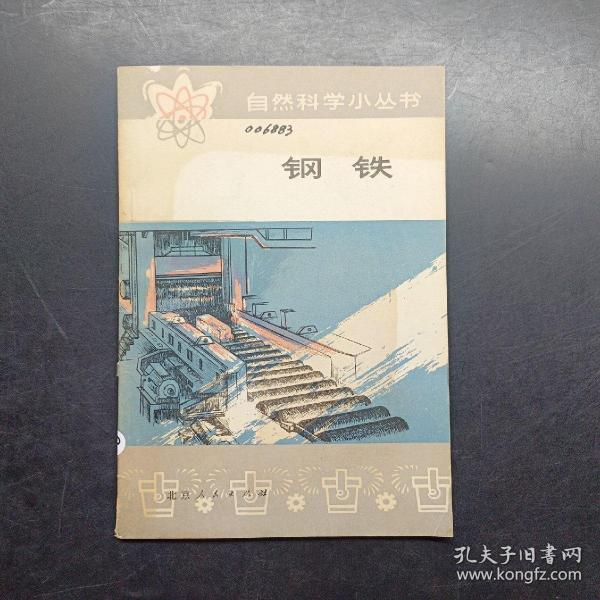 自然科学小丛书
006883
钢铁
北京人民出版社
孔夫子旧书网
www.kongfz.com